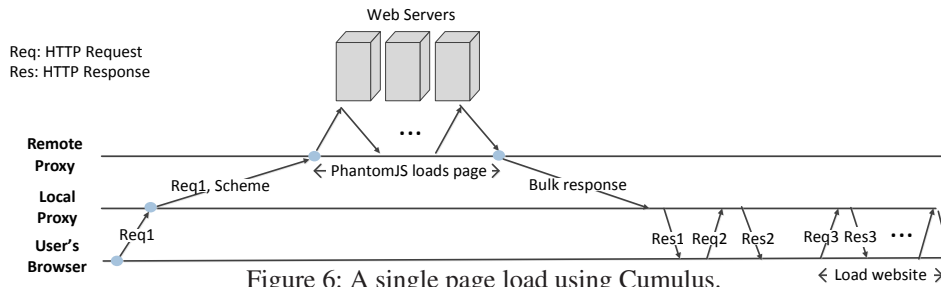 Web Servers
Req: HTTP Request
Res: HTTP Response
...
Remote
Proxy
PhantomJS loads page
Req1, Scheme
Bulk response
Local
Proxy
Req1
Res1
Req2
Res2
Req3
Res3
...
User's
Browser
Load website
Figure 6: A single page load using Cumulus.